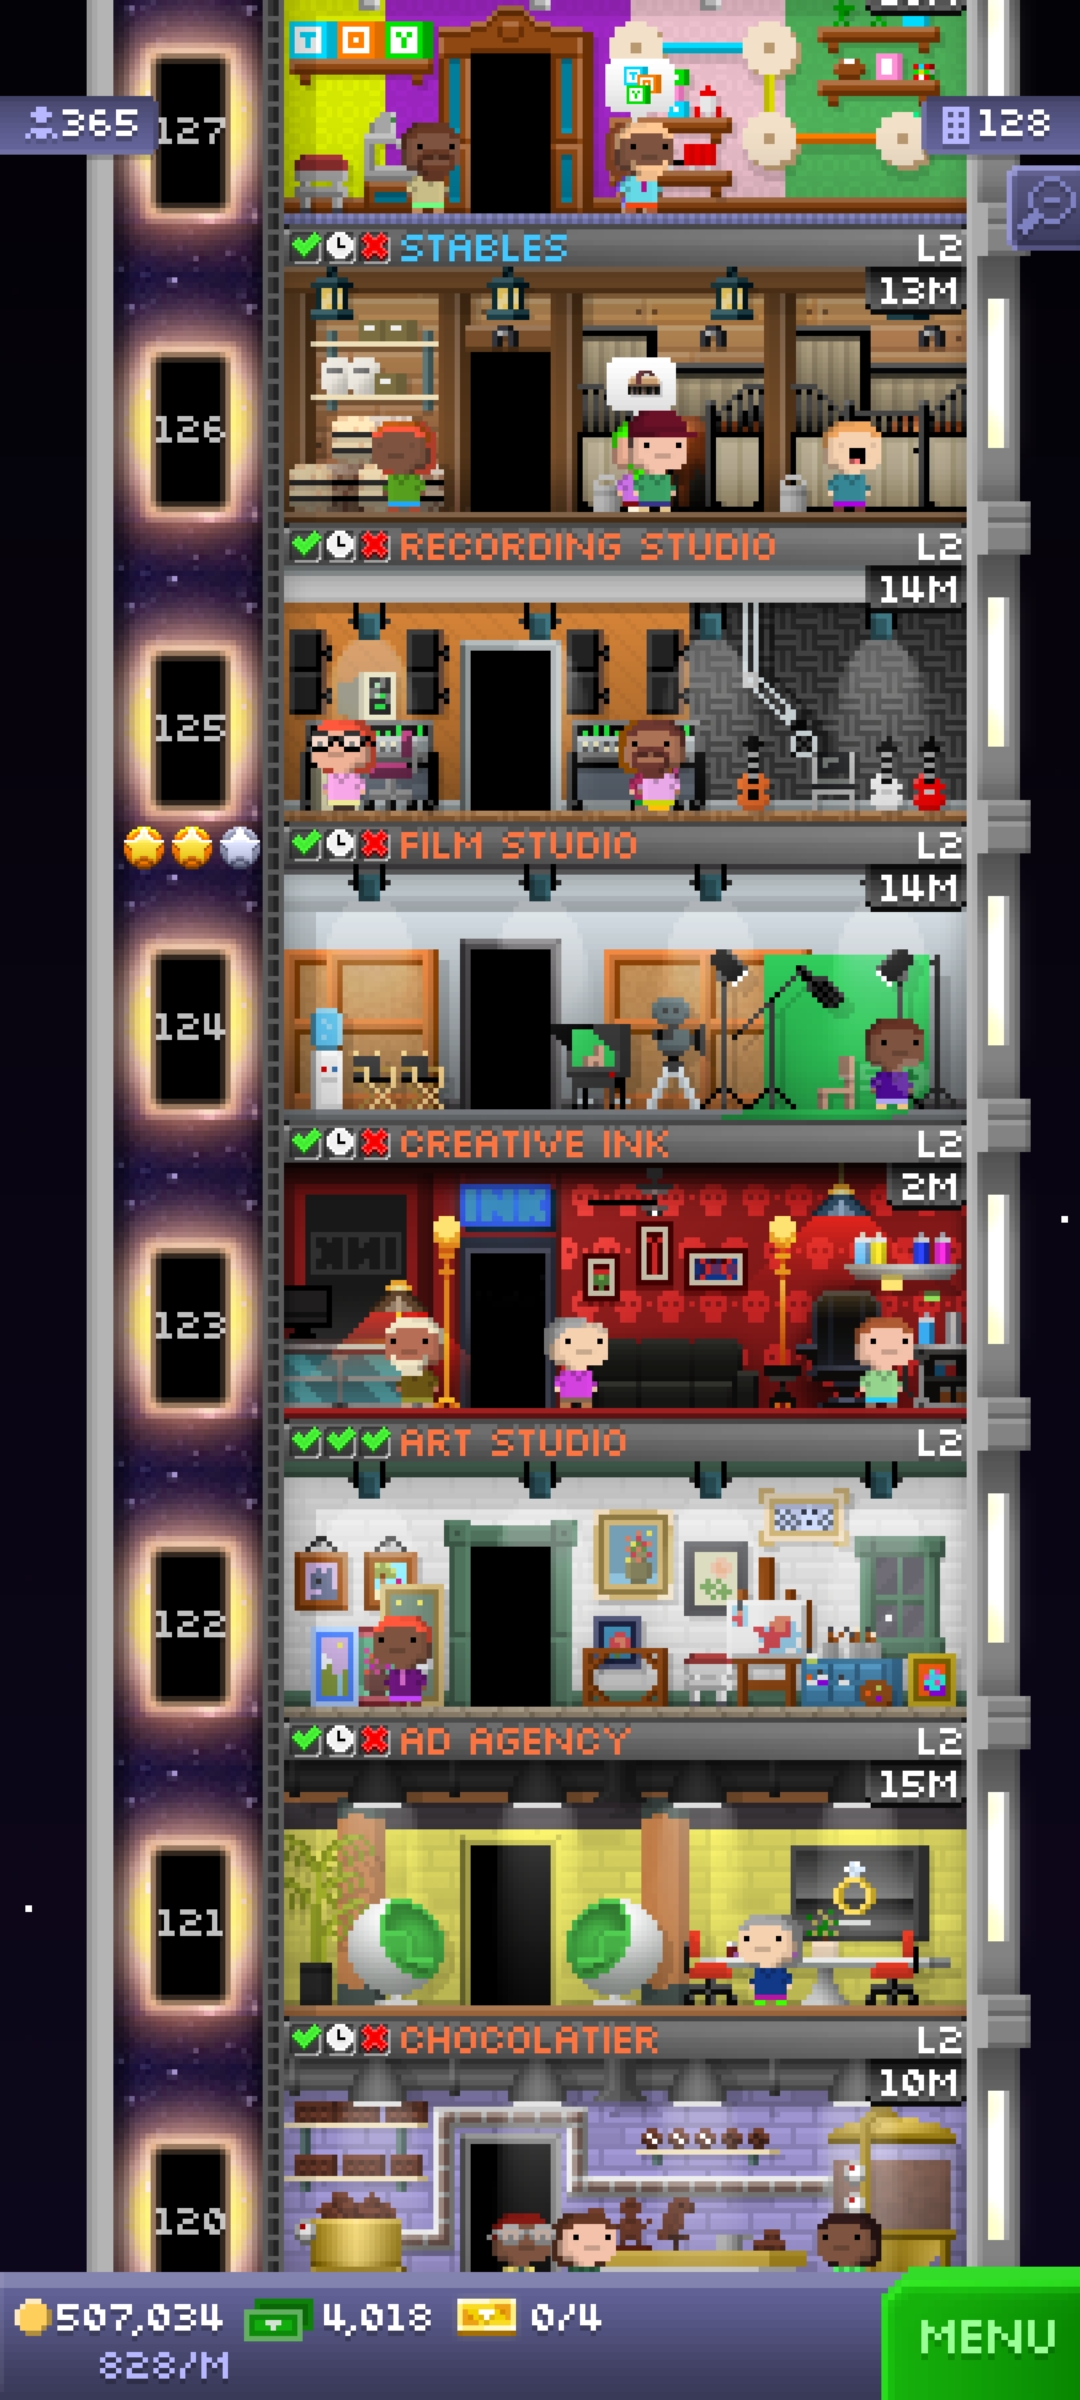 TOY
365
127
128
STABLES L2
13M
126
RECORDING STUDIO L2
14M
125
FILM STUDIO L2
14M
124
CREATIVE INK L2
2M
INK
INK
123
ART STUDIO L2
122
AD AGENCY L2
15M
121
CHOCOLATIER L2
10M
120
507,034 4,018 0/4
828/M
MENU